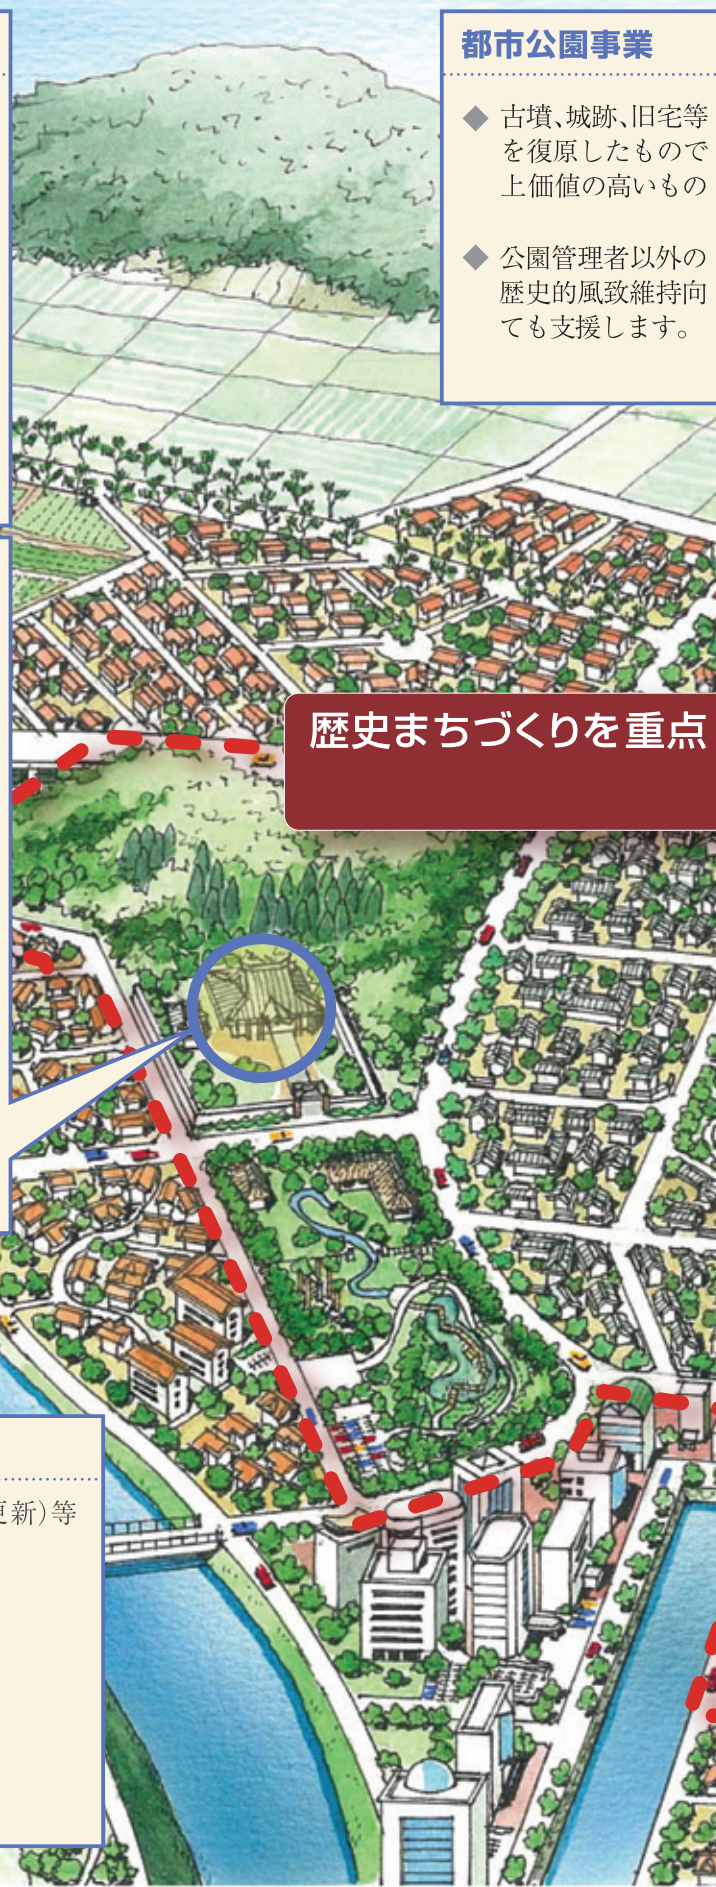 都市公園事業
◆ 古墳、城跡、旧宅等
を復原したもので
上価値の高いもの
◆ 公園管理者以外の
歴史的風致維持向
ても支援します。
歴史まちづくりを重点
新）等